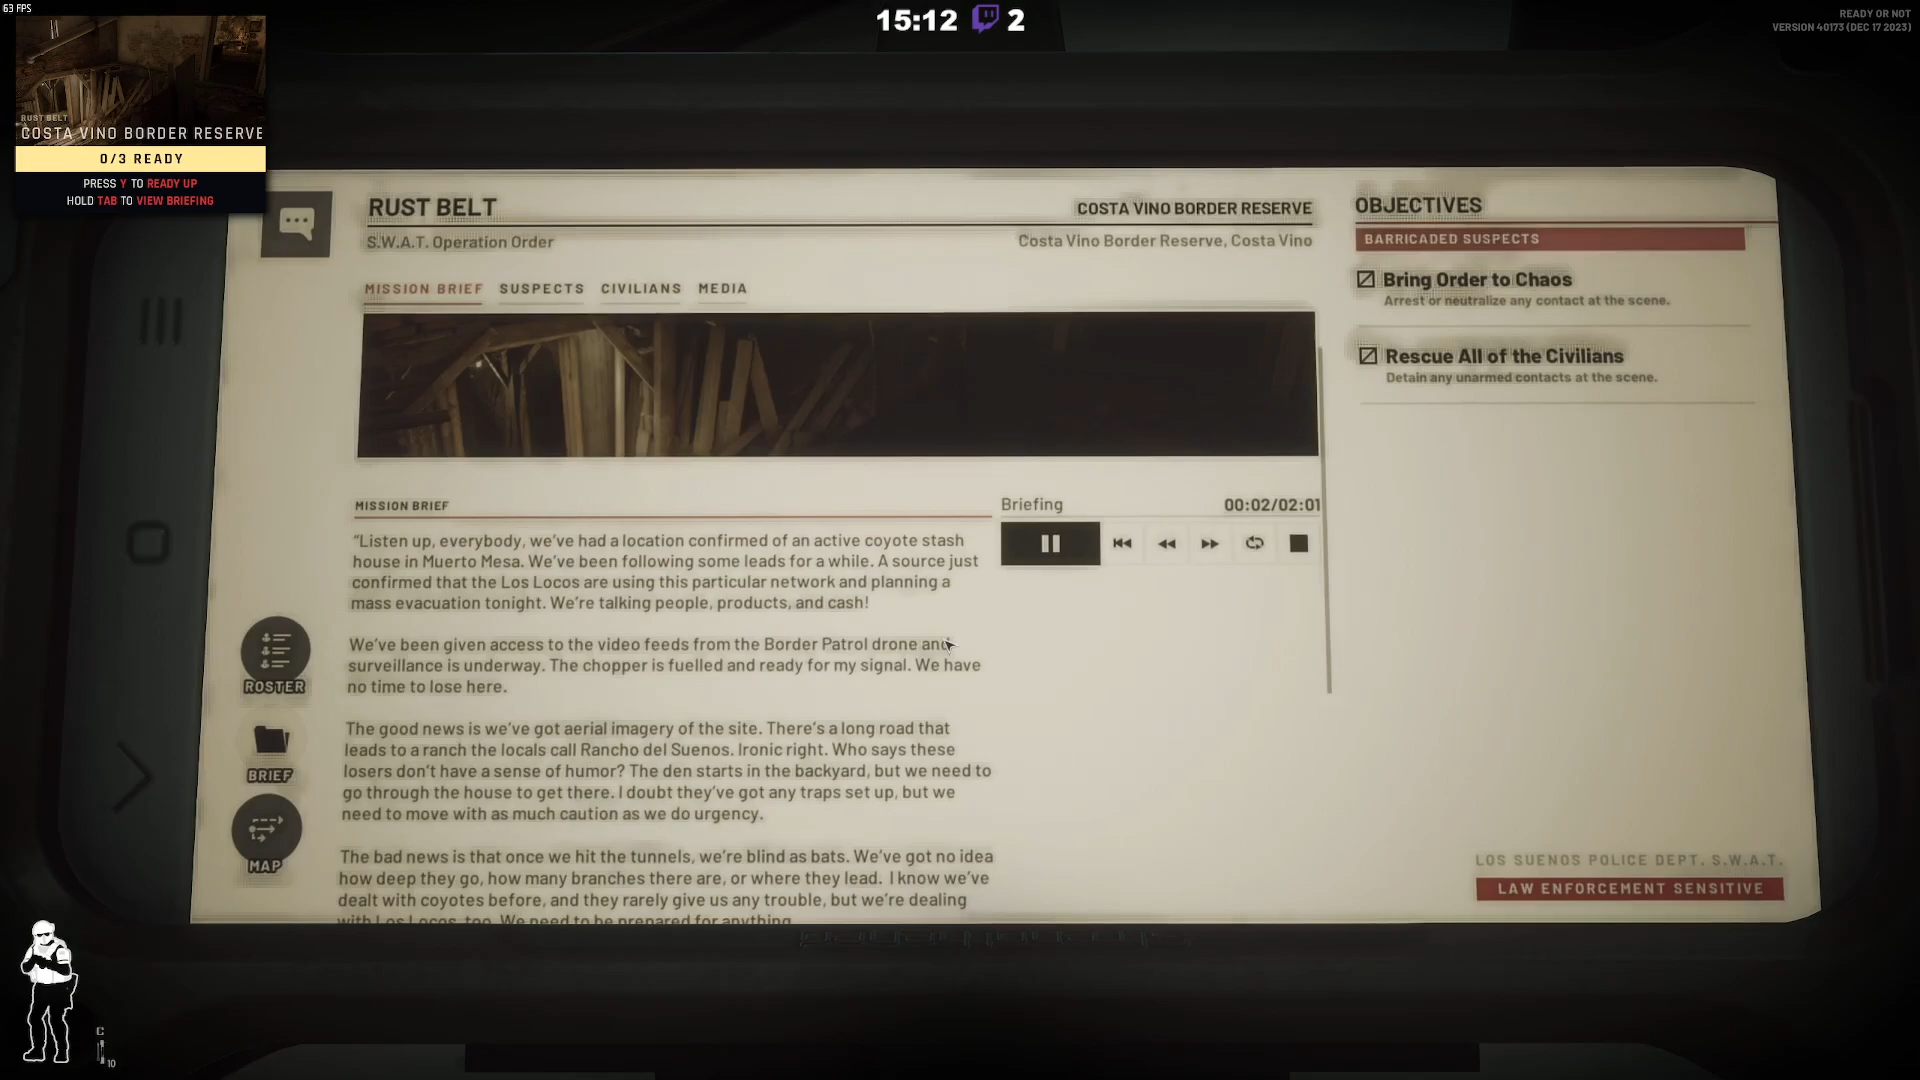 63 FPS
15:12 2
READY OR NOT
VERSION 40173 (DEC 17 2023)
RUST BELT
COSTA VINO BORDER RESERVE
0/3 READY
PRESS Y TO READY UP
HOLD TAB TO VIEW BRIEFING
RUST BELT
COSTA VINO BORDER RESERVE
S.W.A.T. Operation Order
Costa Vino Border Reserve, Costa Vino
MISSION BRIEF SUSPECTS CIVILIANS MEDIA
OBJECTIVES
BARRICADED SUSPECTS
Bring Order to Chaos
Arrest or neutralize any contact at the scene.
Rescue All of the Civilians
Detain any unarmed contacts at the scene.
MISSION BRIEF
Briefing 00:02/02:01
"Listen up, everybody, we've had a location confirmed of an active coyote stash
house in Muerto Mesa. We've been following some leads for a while. A source just
confirmed that the Los Locos are using this particular network and planning a
mass evacuation tonight. We're talking people, products, and cash!
We've been given access to the video feeds from the Border Patrol drone and
surveillance is underway. The chopper is fuelled and ready for my signal. We have
no time to lose here.
The good news is we've got aerial imagery of the site. There's a long road that
leads to a ranch the locals call Rancho del Suenos. Ironic right. Who says these
losers don't have a sense of humor? The den starts in the backyard, but we need to
go through the house to get there. I doubt they've got any traps set up, but we
need to move with as much caution as we do urgency.
The bad news is that once we hit the tunnels, we're blind as bats. We've got no idea
how deep they go, how many branches there are, or where they lead. I know we've
dealt with coyotes before, and they rarely give us any trouble, but we're dealing
with Los Locos, too. We need to be prepared for anything.
ROSTER
BRIEF
MAP
LOS SUENOS POLICE DEPT. S.W.A.T.
LAW ENFORCEMENT SENSITIVE
C
10